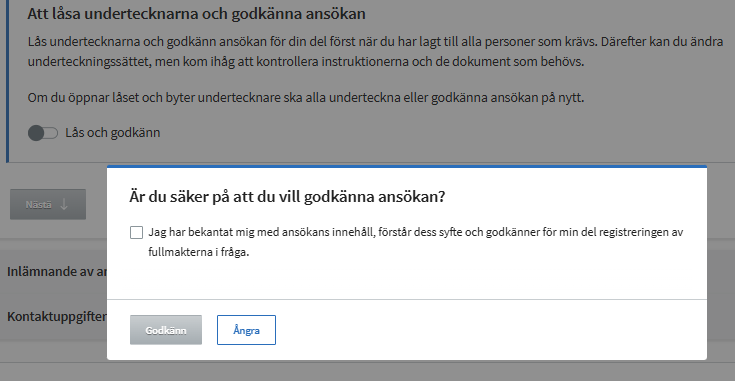 Att låsa undertecknarna och godkänna ansökan
Lås undertecknarna och godkänn ansökan för din del först när du har lagt till alla personer som krävs. Därefter kan du ändra
underteckningssättet, men kom ihåg att kontrollera instruktionerna och de dokument som behövs.
Om du öppnar låset och byter undertecknare ska alla underteckna eller godkänna ansökan på nytt.
Lås och godkänn
Nästä
Är du säker på att du vill godkänna ansökan?
Jag har bekantat mig med ansökans innehåll, förstår dess syfte och godkänner för min del registreringen av
fullmakterna i fråga.
Inlämnande av
Kontaktuppgifter
Godkänn
Ångra